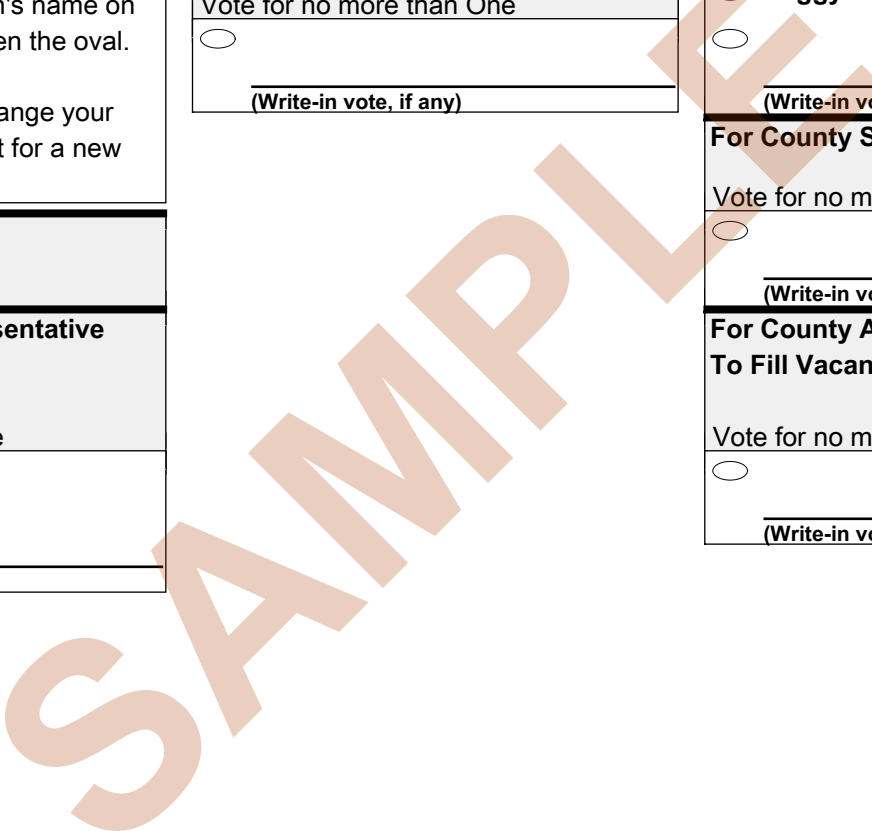 n's name on
en the oval.
ange your
t for a new
sentative
e
Vote for no more than One
(Write-in vote, if any)
(Write-in vo
For County S
Vote for no m
(Write-in vo
For County A
To Fill Vacan
Vote for no m
(Write-in vo
SAMPLE